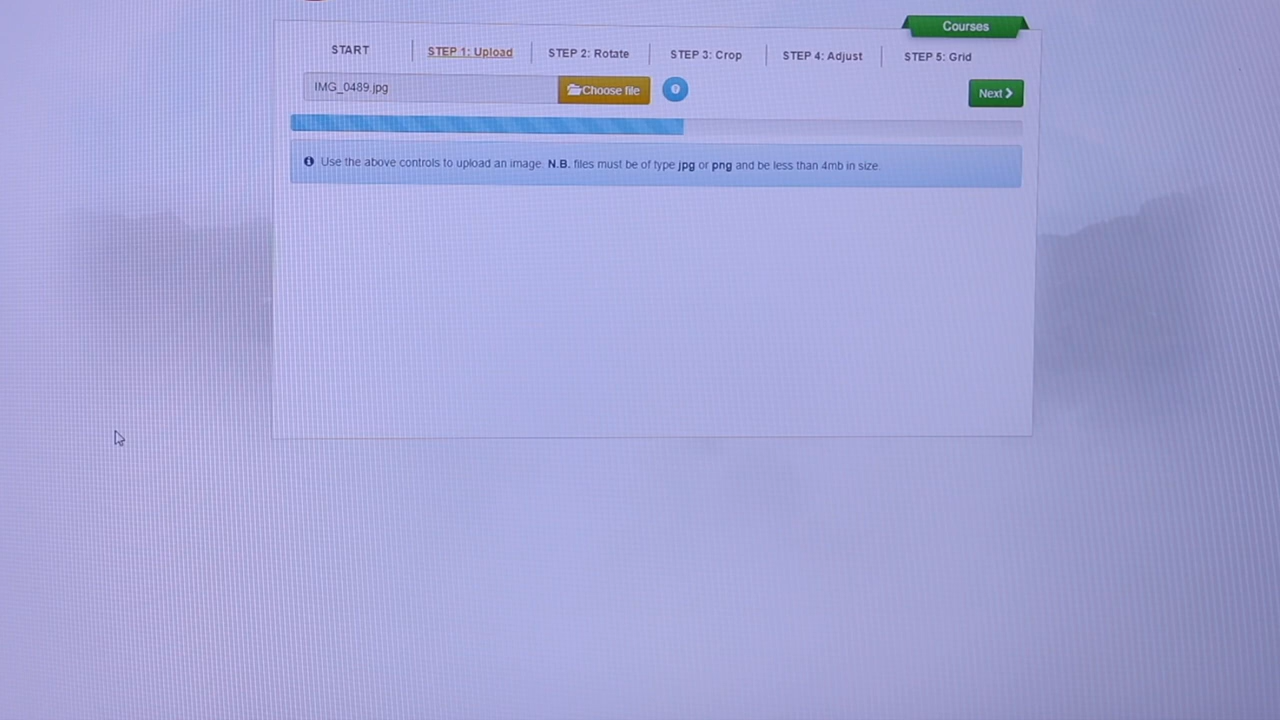 Courses
START
STEP 1: Upload
STEP 2: Rotate
STEP 3: Crop
STEP 4: Adjust
STEP 5: Grid
IMG_0489.jpg
Choose file
?
Next
Use the above controls to upload an image. N.B. files must be of type jpg or png and be less than 4mb in size.